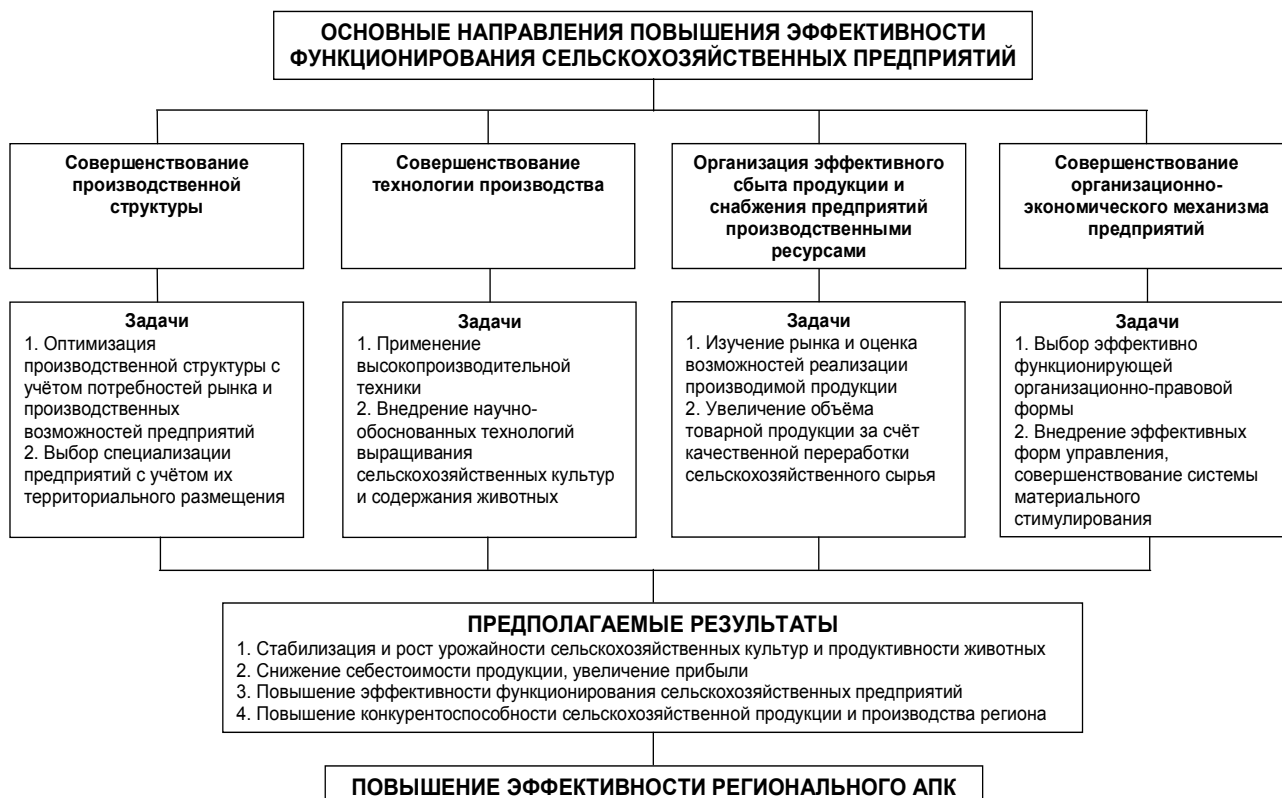 ОСНОВНЫЕ НАПРАВЛЕНИЯ ПОВЫШЕНИЯ ЭФФЕКТИВНОСТИ
ФУНКЦИОНИРОВАНИЯ СЕЛЬСКОХОЗЯЙСТВЕННЫХ ПРЕДПРИЯТИЙ
Совершенствование
производственной
структуры
Совершенствование
технологии производства
Организация эффективного
сбыта продукции и
снабжения предприятий
производственными
ресурсами
Совершенствование
организационно-
экономического механизма
предприятий
Задачи
1. Оптимизация
производственной структуры с
учётом потребностей рынка и
производственных
возможностей предприятий
2. Выбор специализации
предприятий с учётом их
территориального размещения
Задачи
1. Применение
высокопроизводительной
техники
2. Внедрение научно-
обоснованных технологий
выращивания
сельскохозяйственных культур
и содержания животных
Задачи
1. Изучение рынка и оценка
возможностей реализации
производимой продукции
2. Увеличение объёма
товарной продукции за счёт
качественной переработки
сельскохозяйственного сырья
Задачи
1. Выбор эффективно
функционирующей
организационно-правовой
формы
2. Внедрение эффективных
форм управления,
совершенствование системы
материального
стимулирования
ПРЕДПОЛАГАЕМЫЕ РЕЗУЛЬТАТЫ
1. Стабилизация и рост урожайности сельскохозяйственных культур и продуктивности животных
2. Снижение себестоимости продукции, увеличение прибыли
3. Повышение эффективности функционирования сельскохозяйственных предприятий
4. Повышение конкурентоспособности сельскохозяйственной продукции и производства региона
ПОВЫШЕНИЕ ЭФФЕКТИВНОСТИ РЕГИОНАЛЬНОГО АПК